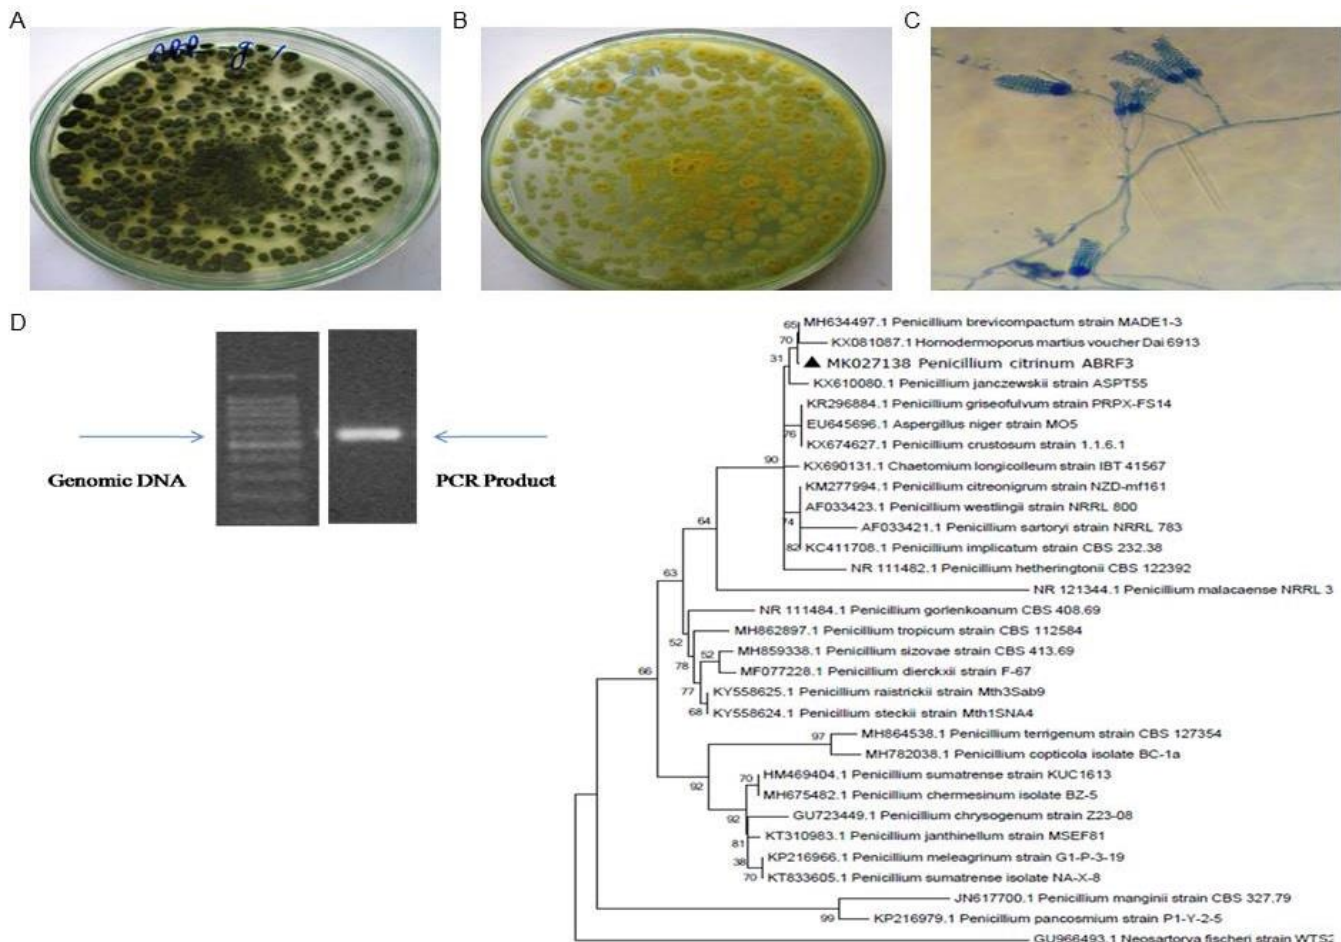 A
B
C
D
Genomic DNA
PCR Product
65
MH634497.1 Penicillium brevicompactum strain MADE1-3
70
KX081087.1 Hornodermoporus martius voucher Dai 6913
31
MK027138 Penicillium citrinum ABRF3
KX610080.1 Penicillium janczewskii strain ASPT55
KR296884.1 Penicillium griseofulvum strain PRPX-FS14
EU645696.1 Aspergillus niger strain MO5
76
KX674627.1 Penicillium crustosum strain 1.1.6.1
90
KX690131.1 Chaetomium longicolleum strain IBT 41567
KM277994.1 Penicillium citreonigrum strain NZD-mf161
AF033423.1 Penicillium westlingii strain NRRL 800
74
64
AF033421.1 Penicillium sartoryi strain NRRL 783
82
KC411708.1 Penicillium implicatum strain CBS 232.38
NR 111482.1 Penicillium hetheringtonii CBS 122392
63
NR 121344.1 Penicillium malacaense NRRL 3
NR 111484.1 Penicillium gorlenkoanum CBS 408.69
MH862897.1 Penicillium tropicum strain CBS 112584
52
52
MH859338.1 Penicillium sizovae strain CBS 413.69
78
66
MF077228.1 Penicillium dierckxii strain F-67
77
KY558625.1 Penicillium raistrickii strain Mth3Sab9
68
KY558624.1 Penicillium steckii strain Mth1SNA4
97
MH864538.1 Penicillium terrigenum strain CBS 127354
MH782038.1 Penicillium copticola isolate BC-1a
70
HM469404.1 Penicillium sumatrense strain KUC1613
92
MH675482.1 Penicillium chermesinum isolate BZ-5
92
GU723449.1 Penicillium chrysogenum strain Z23-08
KT310983.1 Penicillium janthinellum strain MSEF81
81
KP216966.1 Penicillium meleagrinum strain G1-P-3-19
38
70
KT833605.1 Penicillium sumatrense isolate NA-X-8
JN617700.1 Penicillium manginii strain CBS 327.79
99
KP216979.1 Penicillium pancosmium strain P1-Y-2-5
GU966493.1 Neosartorya fischeri strain WTS2